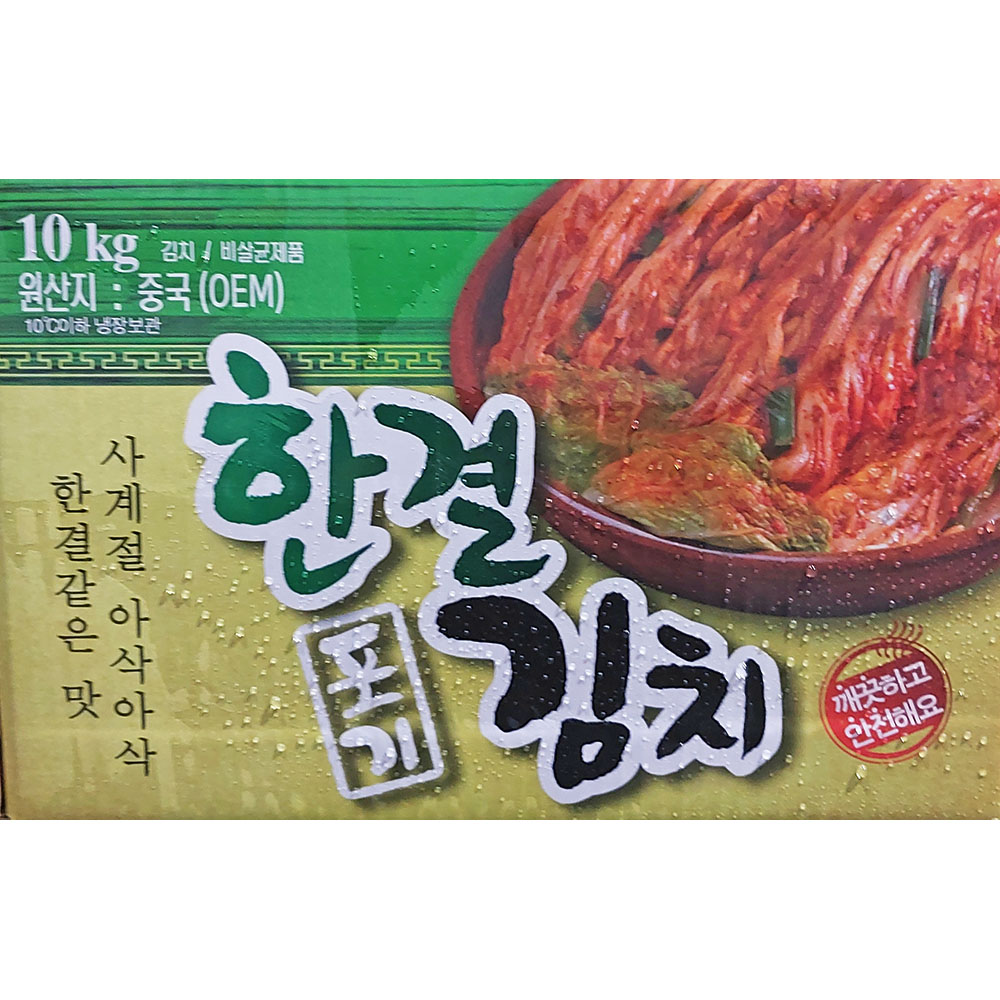 10 kg 김치 / 비살균제품
원산지 : 중국 (OEM)
10℃이하 냉장보관
사계절 아삭아삭
한결같은 맛
한결
포기
김치
깨끗하고
안전해요